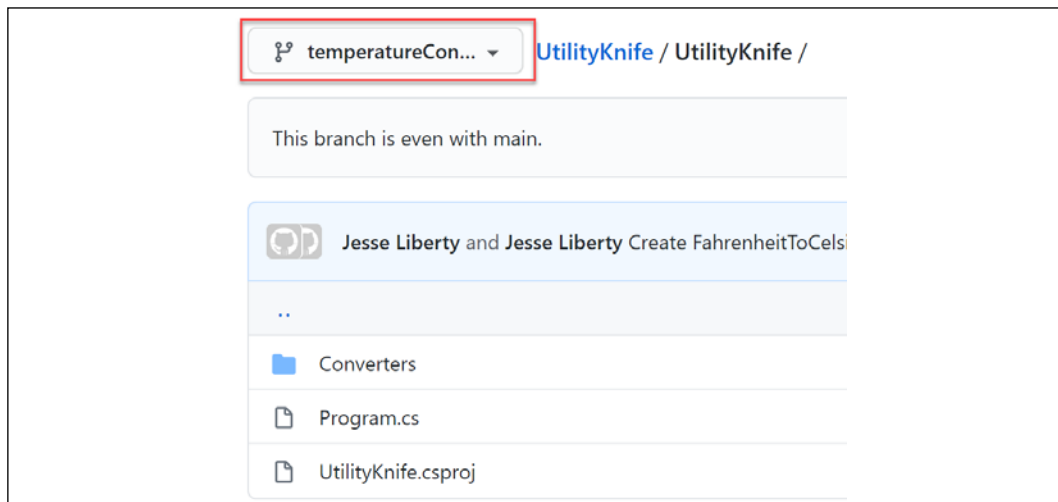 temperatureCon... UtilityKnife / UtilityKnife /
This branch is even with main.
Jesse Liberty and Jesse Liberty Create FahrenheitToCelsi
..
Converters
Program.cs
UtilityKnife.csproj